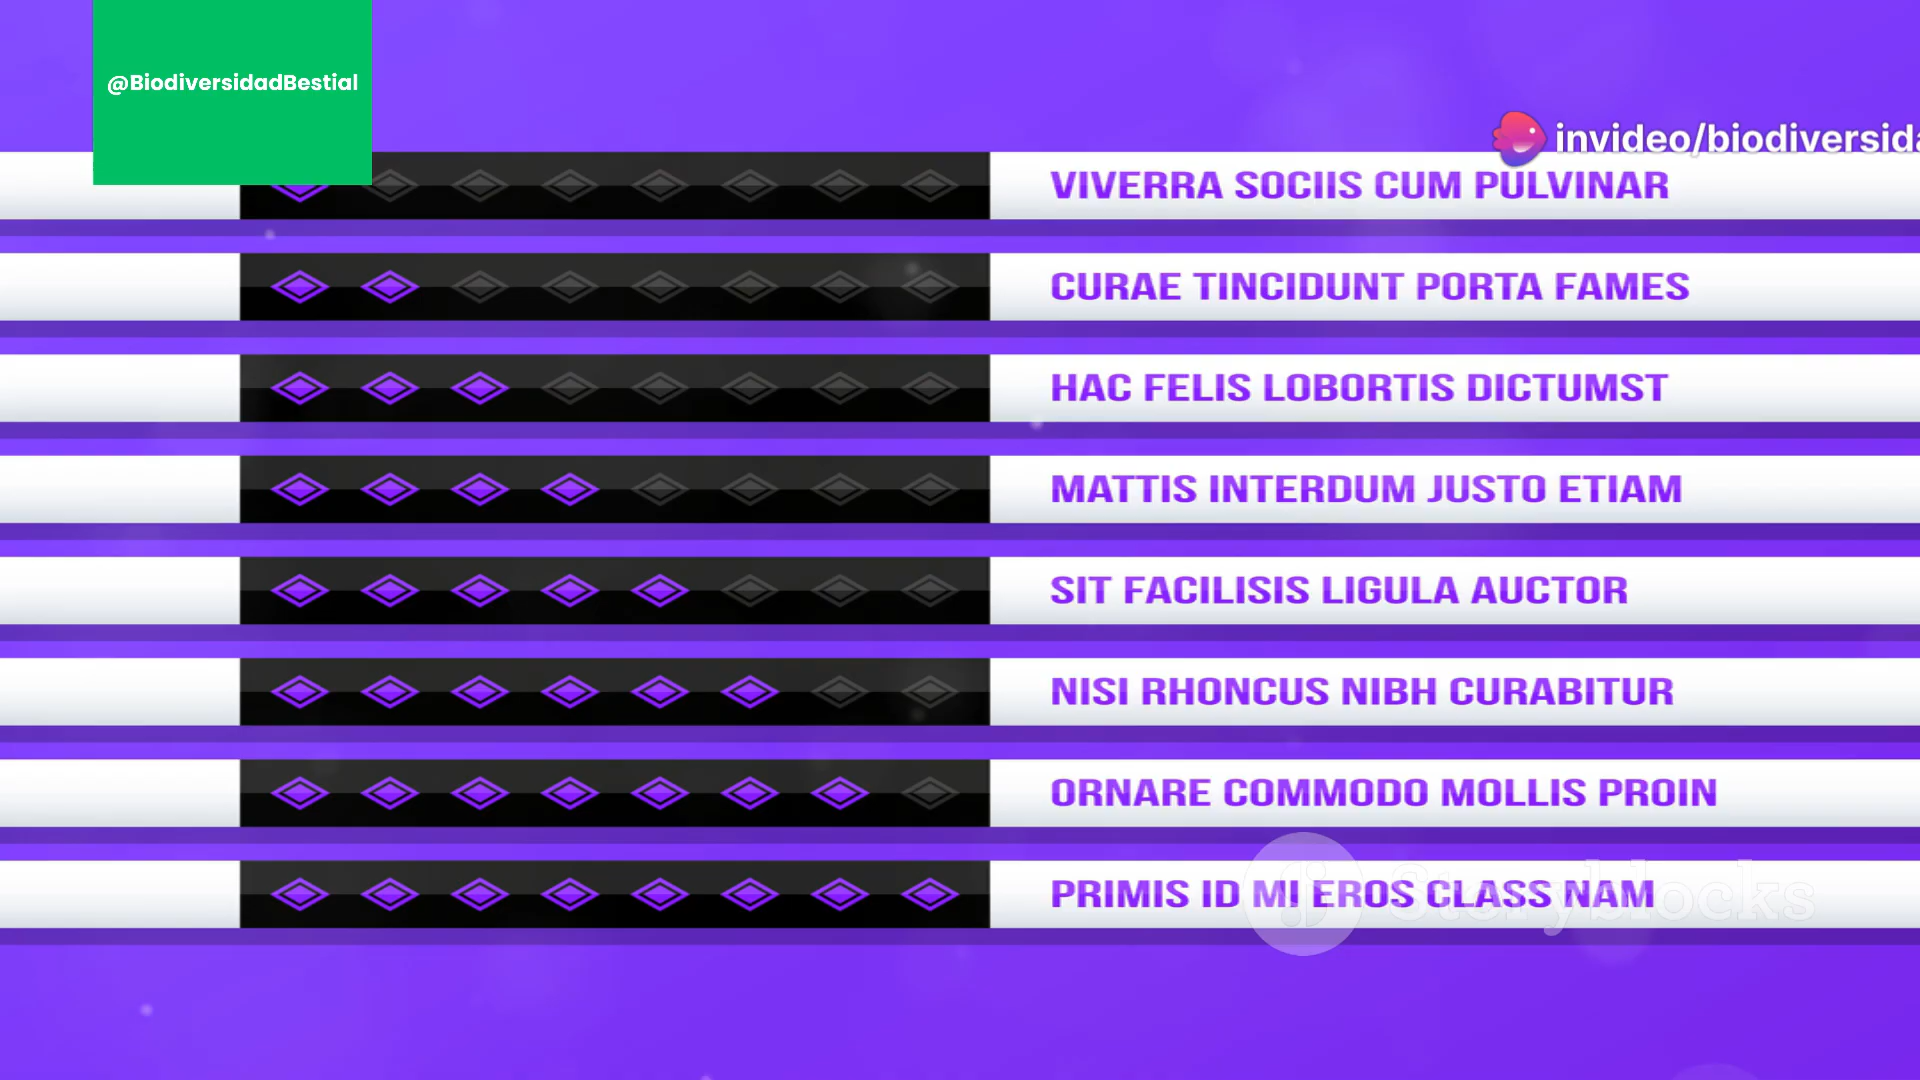 @BiodiversidadBestial
invideo/biodiversida
VIVERRA SOCIIS CUM PULVINAR
CURAE TINCIDUNT PORTA FAMES
HAC FELIS LOBORTIS DICTUMST
MATTIS INTERDUM JUSTO ETIAM
SIT FACILISIS LIGULA AUCTOR
NISI RHONCUS NIBH CURABITUR
ORNARE COMMODO MOLLIS PROIN
PRIMIS ID MI EROS CLASS NAM
Storyblocks